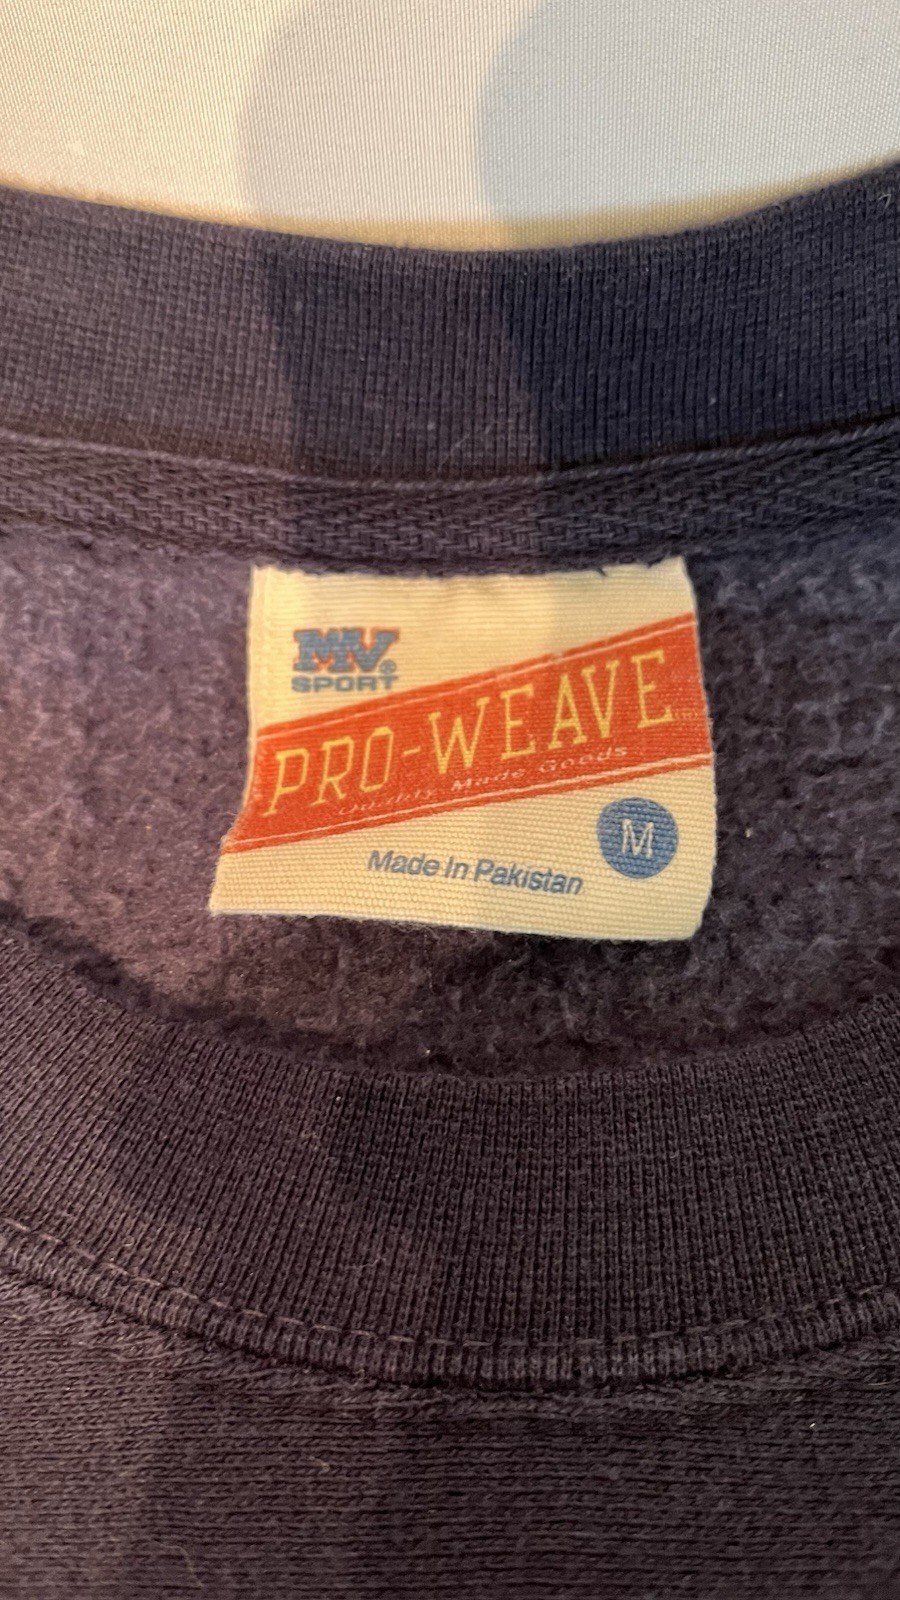 MV®
SPORT
PRO-WEAVE
Quality Made Goods
M
Made In Pakistan